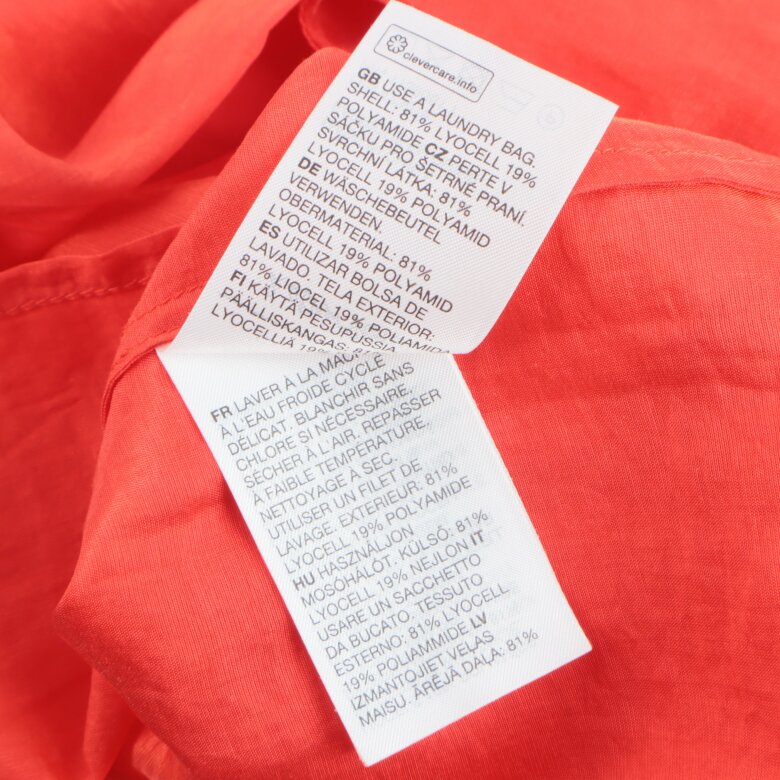 clevercare.info
GB USE A LAUNDRY BAG.
SHELL: 81% LYOCELL 19%
POLYAMIDE CZ PERTE V
SÁČKU PRO ŠETRNÉ PRANÍ.
SVRCHNÍ LÁTKA: 81%
LYOCELL 19% POLYAMID
DE WÄSCHEBEUTEL
VERWENDEN.
OBERMATERIAL: 81%
LYOCELL 19% POLYAMID
ES UTILIZAR BOLSA DE
LAVADO. TELA EXTERIOR:
81% LIOCEL 19% POLIAMIDA
FI KÄYTÄ PESUPUSSIA
PÄÄLLISKANGAS: 81%
LYOCELLIÄ 19%
FR LAVER À LA
À L'EAU FROIDE CYCLE
DÉLICAT. BLANCHIR SANS
CHLORE SI NÉCESSAIRE.
SÉCHER À L'AIR. REPASSER
À FAIBLE TEMPÉRATURE.
NETTOYAGE À SEC.
UTILISER UN FILET DE
LAVAGE. EXTERIEUR: 81%
LYOCELL 19% POLYAMIDE
HU HASZNÁLJON
MOSÓHÁLÓT. KÜLSŐ: 81%
LYOCELL 19% NEJLON IT
USARE UN SACCHETTO
DA BUCATO. TESSUTO
ESTERNO: 81% LYOCELL
19% POLIAMMIDE LV
IZMANTOJIET VEĻAS
MAISU. ĀRĒJĀ DAĻA: 81%